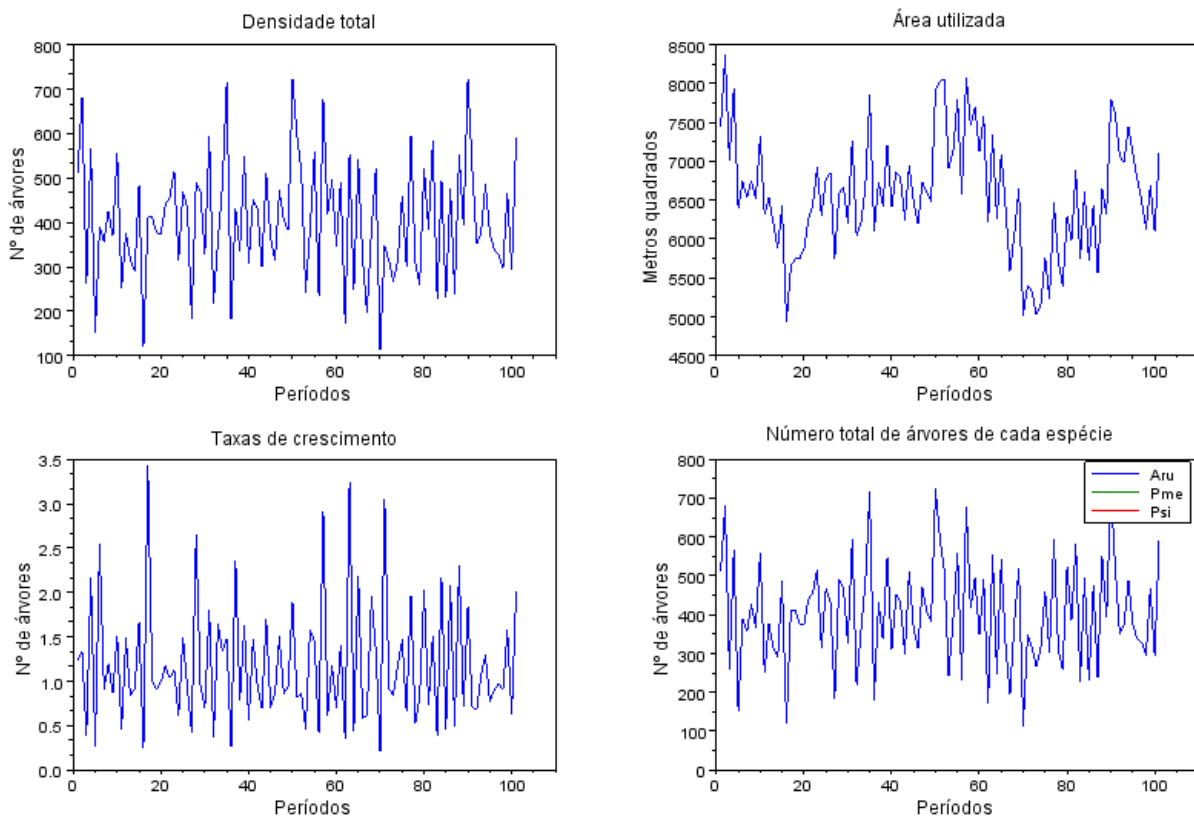 Densidade total
800
700
600
500
400
300
200
100
Nº de árvores
0 20 40 60 80 100
Períodos
Área utilizada
8500
8000
7500
7000
6500
6000
5500
5000
4500
Metros quadrados
0 20 40 60 80 100
Períodos
Taxas de crescimento
3.5
3.0
2.5
2.0
1.5
1.0
0.5
0.0
Nº de árvores
0 20 40 60 80 100
Períodos
Número total de árvores de cada espécie
800
700
600
500
400
300
200
100
0
Nº de árvores
Aru
Pme
Psi
0 20 40 60 80 100
Períodos